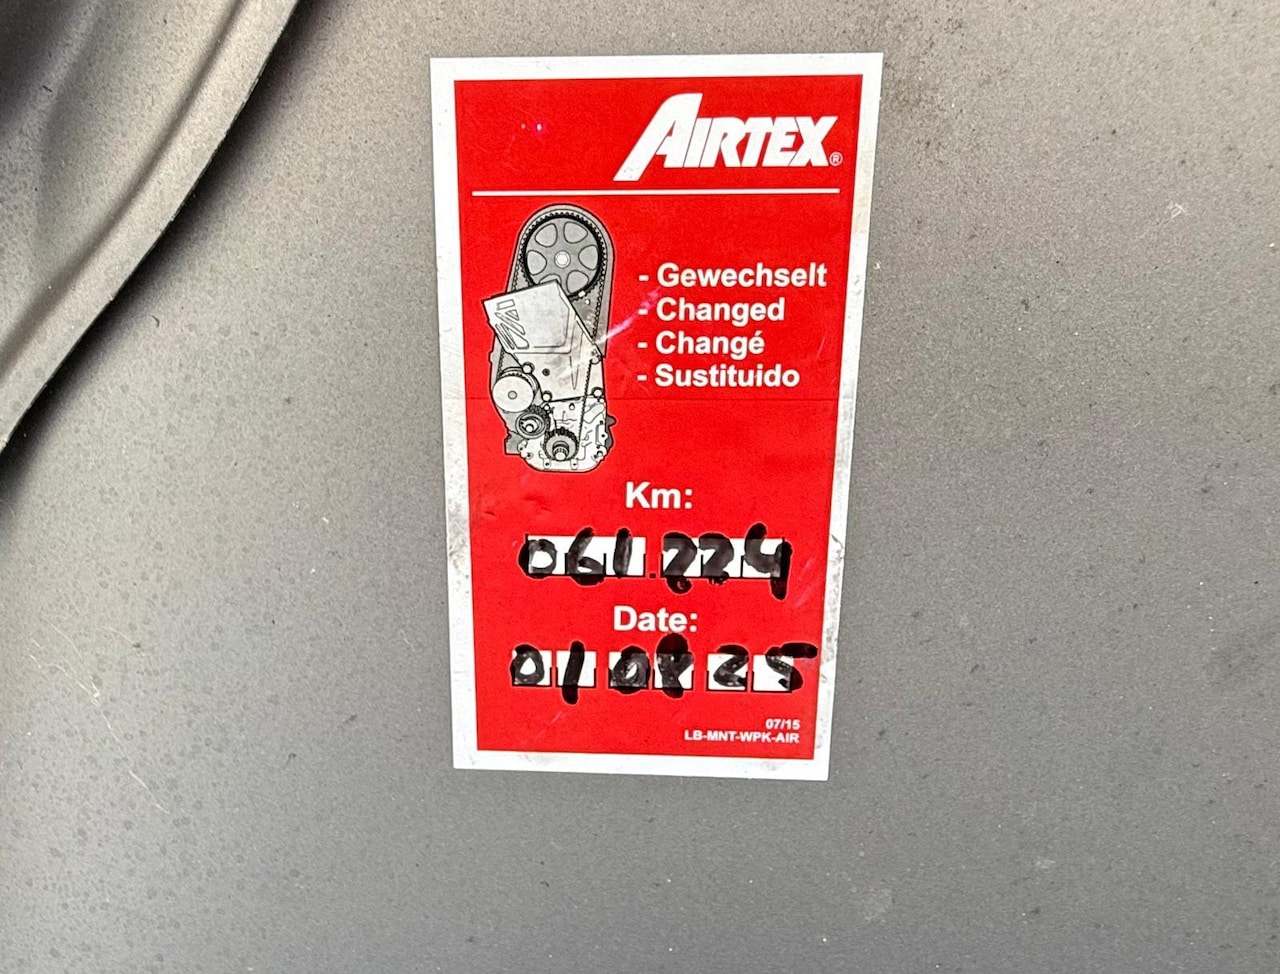 AIRTEX®
- Gewechselt
- Changed
- Changé
- Sustituido
Km:
061.224
Date:
01 08 25
07/15
LB-MNT-WPK-AIR